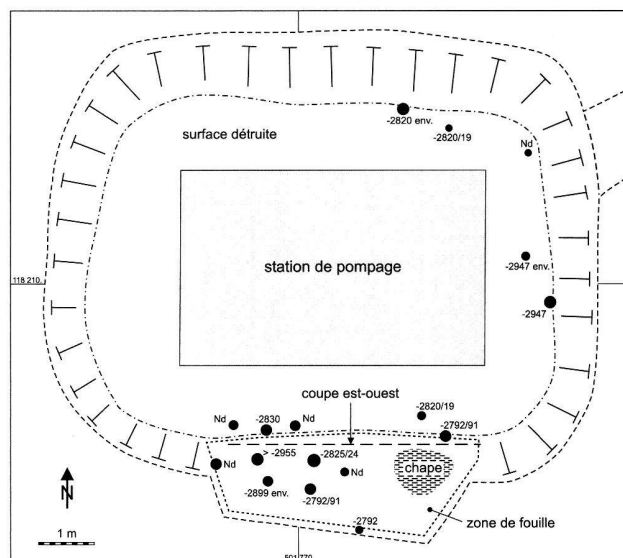 -2820 env.
-2820/19
surface détruite
Nd
station de pompage
-2947 env.
118 210
-2947
coupe est-ouest
-2820/19
Nd
-2830
Nd
-2792/91
> -2955
-2825/24
Nd
Nd
chape
-2899 env.
-2792/91
N
-2792
zone de fouille
1 m
501 770